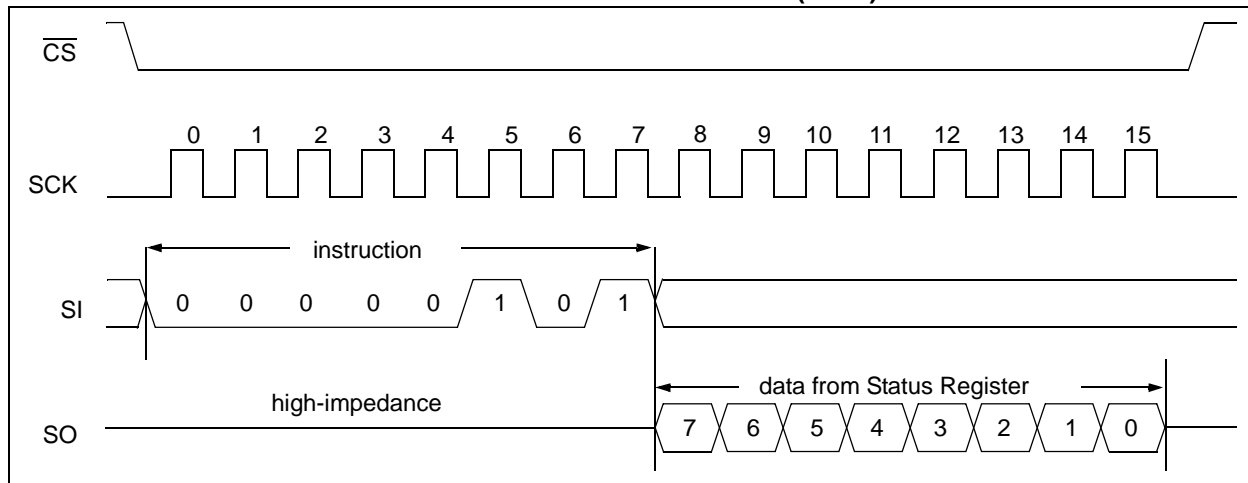 CS
0 1 2 3 4 5 6 7 8 9 10 11 12 13 14 15
SCK
instruction
SI 0 0 0 0 0 1 0 1
data from Status Register
high-impedance
SO 7 6 5 4 3 2 1 0